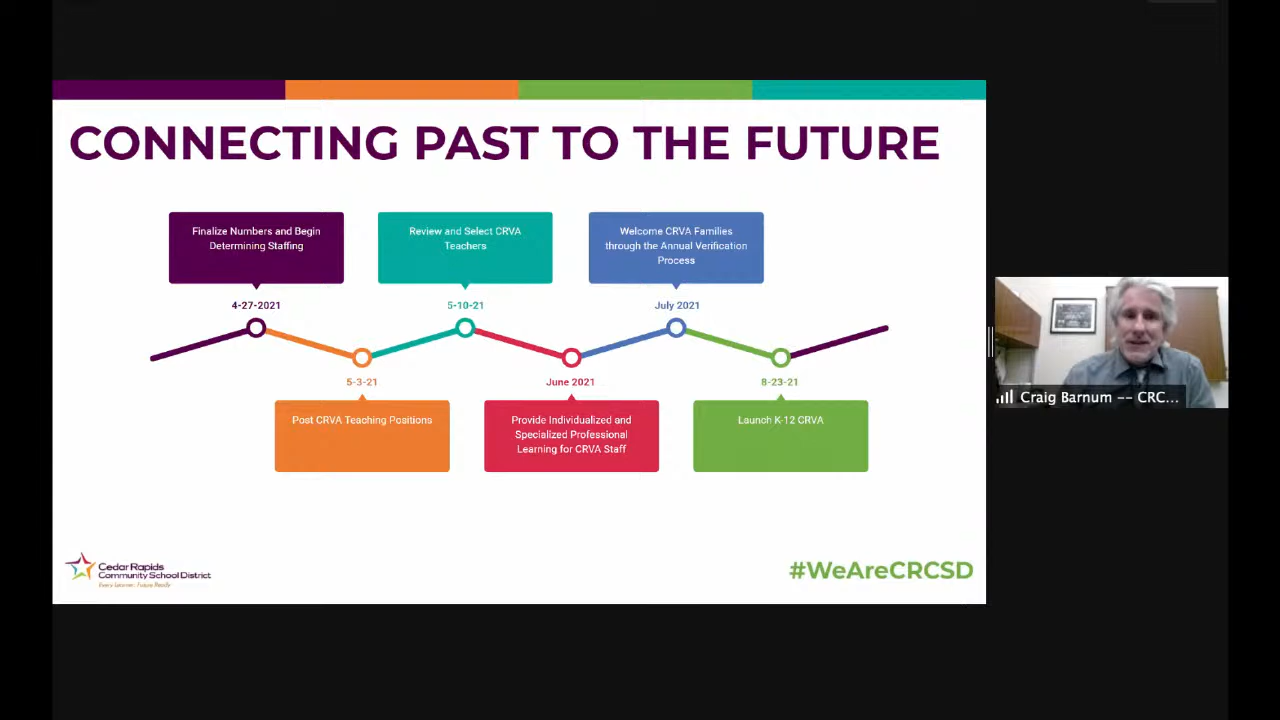 CONNECTING PAST TO THE FUTURE
Finalize Numbers and Begin
Determining Staffing
4-27-2021
Review and Select CRVA
Teachers
5-10-21
Welcome CRVA Families
through the Annual Verification
Process
July 2021
5-3-21
Post CRVA Teaching Positions
June 2021
Provide Individualized and
Specialized Professional
Learning for CRVA Staff
8-23-21
Launch K-12 CRVA
Cedar Rapids
Community School District
Every Learner, Future Ready
#WeAreCRCSD
Craig Barnum -- CRC...